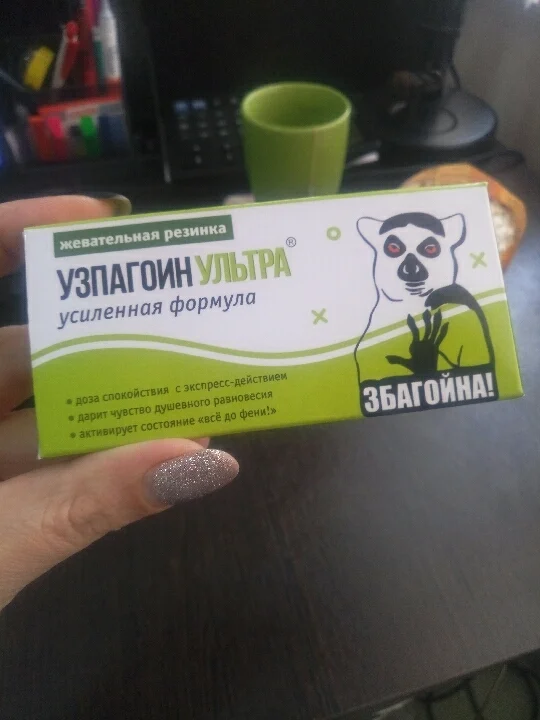 жевательная резинка
УЗПАГОИН УЛЬТРА®
усиленная формула
• доза спокойствия с экспресс-действием
• дарит чувство душевного равновесия
• активирует состояние «всё до фени!»
ЗБАГОЙНА!